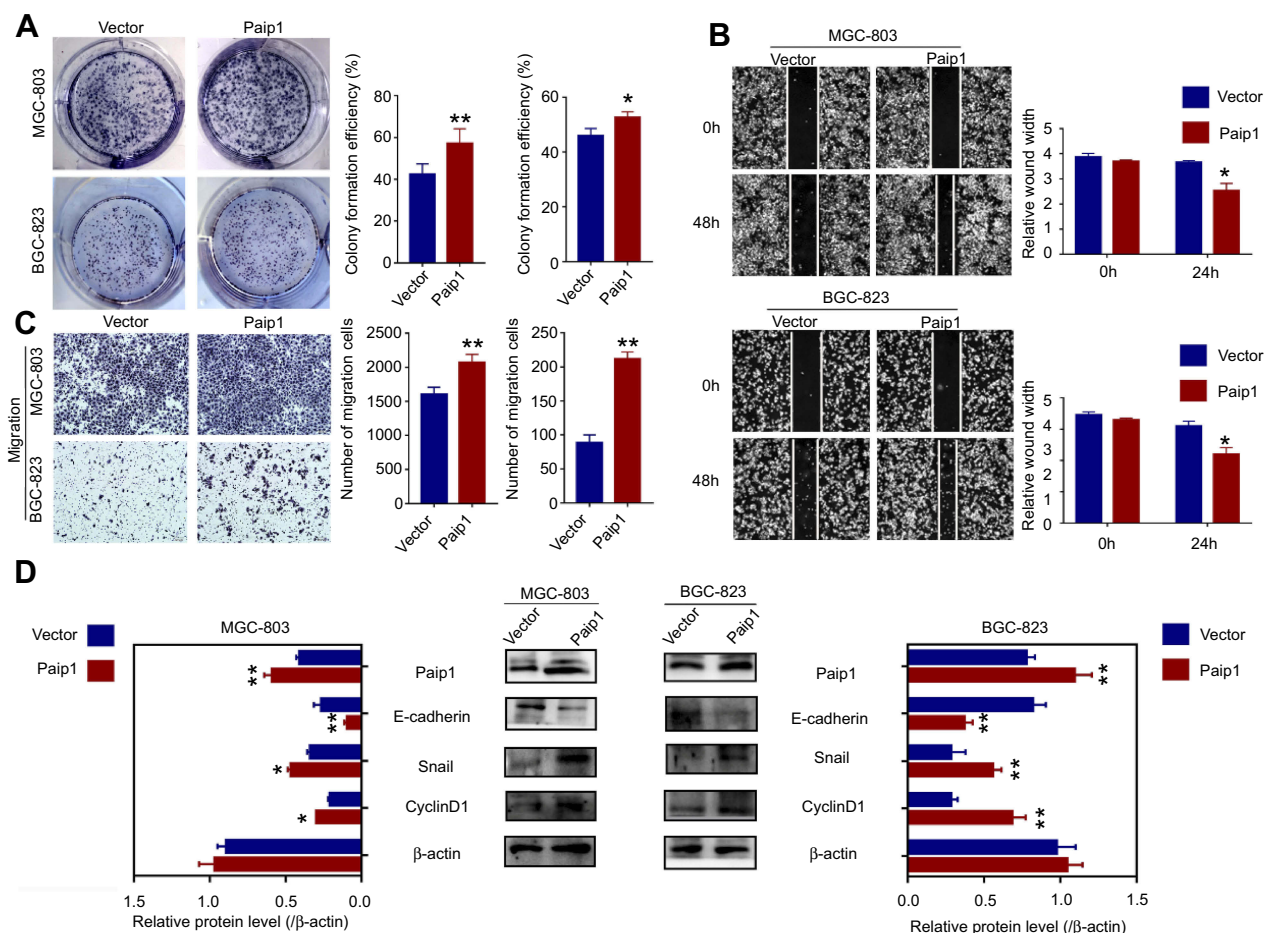 A
Vector
Paip1
MGC-803
BGC-823
Colony formation efficiency (%)
80
60
40
20
0
**
Vector
Paip1
Colony formation efficiency (%)
60
40
20
0
*
Vector
Paip1
B
MGC-803
Vector
Paip1
0h
48h
Vector
Paip1
Relative wound width
5
4
3
2
1
0
*
0h
24h
BGC-823
Vector
Paip1
0h
48h
Vector
Paip1
Relative wound width
5
4
3
2
1
0
*
0h
24h
C
Vector
Paip1
Migration
MGC-803
BGC-823
Number of migration cells
2500
2000
1500
1000
500
0
**
Vector
Paip1
Number of migration cells
250
200
150
100
50
0
**
Vector
Paip1
D
Vector
Paip1
MGC-803
**
**
*
*
1.5
1.0
0.5
0.0
Relative protein level (/β-actin)
MGC-803
Vector
Paip1
BGC-823
Vector
Paip1
Paip1
E-cadherin
Snail
CyclinD1
β-actin
Paip1
E-cadherin
Snail
CyclinD1
β-actin
BGC-823
Vector
Paip1
**
**
**
**
0.0
0.5
1.0
1.5
Relative protein level (/β-actin)